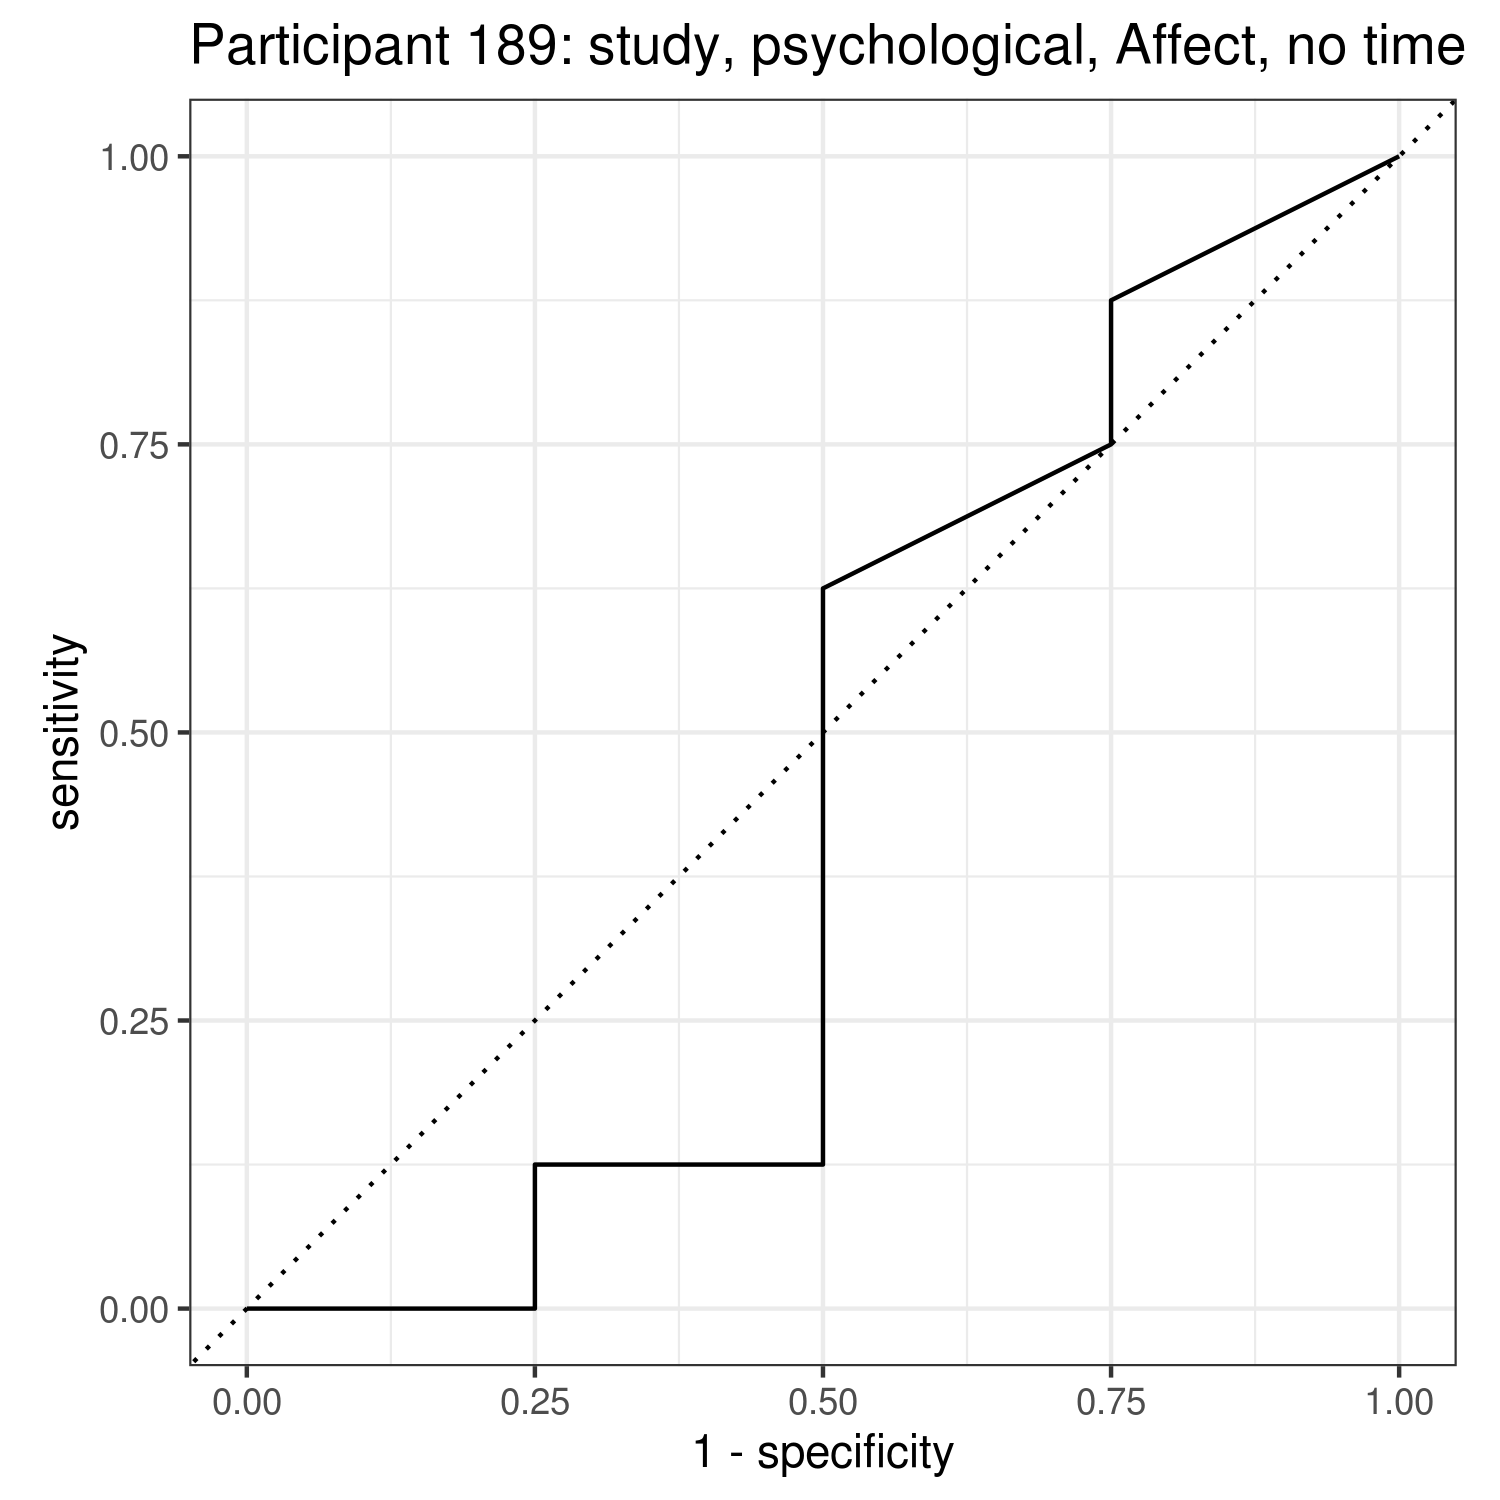 Participant 189: study, psychological, Affect, no time
1.00
0.75
0.50
0.25
0.00
sensitivity
0.00 0.25 0.50 0.75 1.00
1 - specificity